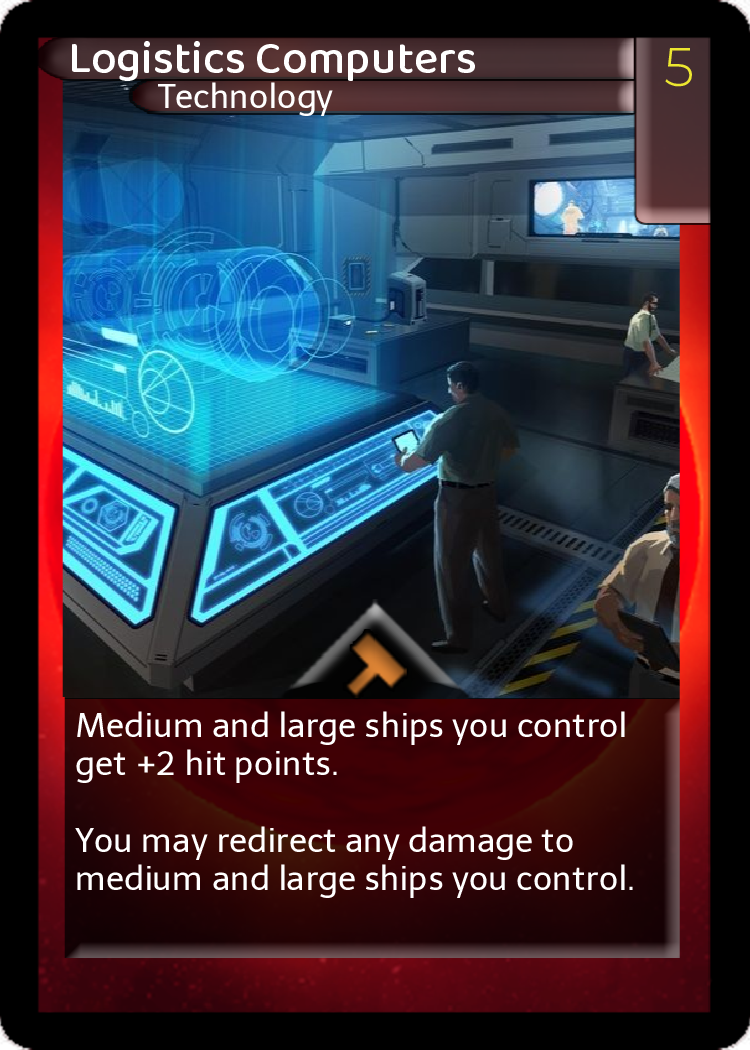 Logistics Computers
5
Technology
Medium and large ships you control
get +2 hit points.
You may redirect any damage to
medium and large ships you control.